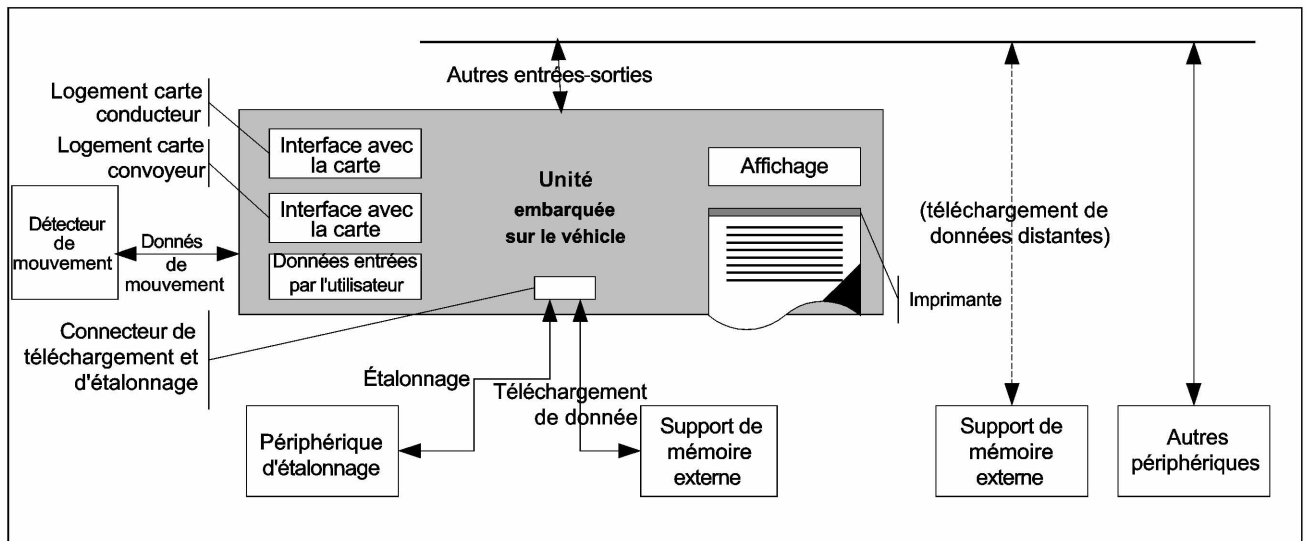 Autres entrées-sorties
Logement carte
conducteur
Logement carte
convoyeur
Interface avec
la carte
Interface avec
la carte
Données entrées
par l'utilisateur
Unité
embarquée
sur le véhicle
Affichage
Imprimante
Détecteur
de
mouvement
Donnés
de
mouvement
(téléchargement de
données distantes)
Connecteur de
téléchargement et
d'étalonnage
Étalonnage
Téléchargement
de donnée
Périphérique
d'étalonnage
Support de
mémoire
externe
Support de
mémoire
externe
Autres
périphériques